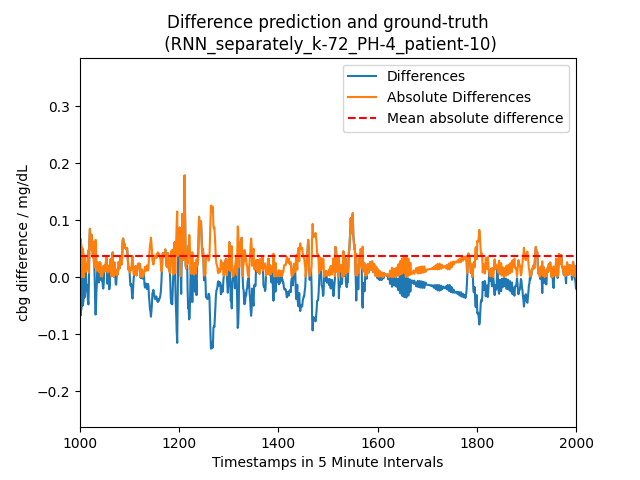 Difference prediction and ground-truth
(RNN_separately_k-72_PH-4_patient-10)
Differences
Absolute Differences
Mean absolute difference
cbg difference / mg/dL
0.3
0.2
0.1
0.0
−0.1
−0.2
1000 1200 1400 1600 1800 2000
Timestamps in 5 Minute Intervals